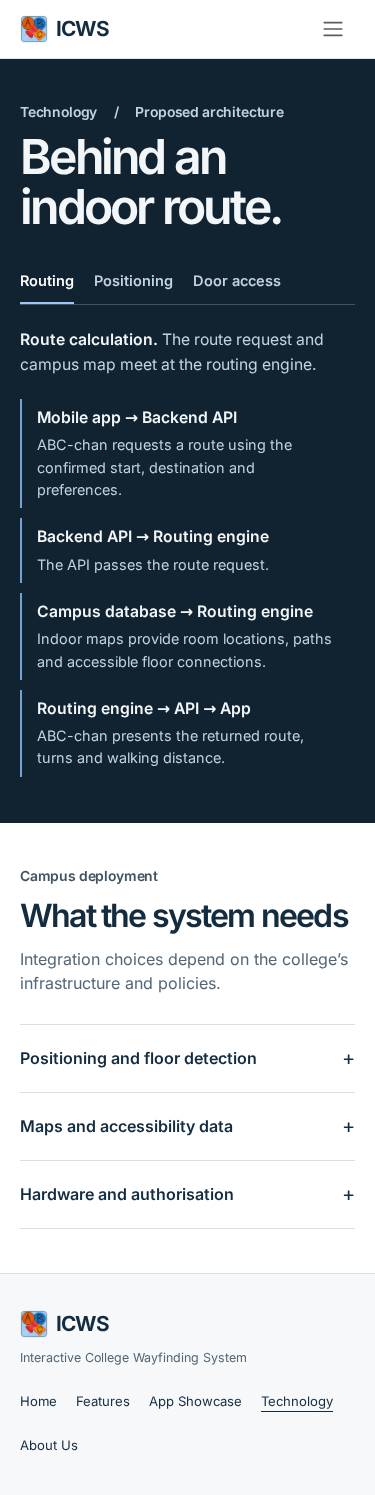 ICWS
Technology / Proposed architecture
Behind an
indoor route.
Routing Positioning Door access
Route calculation. The route request and
campus map meet at the routing engine.
Mobile app → Backend API
ABC-chan requests a route using the
confirmed start, destination and
preferences.
Backend API → Routing engine
The API passes the route request.
Campus database → Routing engine
Indoor maps provide room locations, paths
and accessible floor connections.
Routing engine → API → App
ABC-chan presents the returned route,
turns and walking distance.
Campus deployment
What the system needs
Integration choices depend on the college’s
infrastructure and policies.
Positioning and floor detection +
Maps and accessibility data +
Hardware and authorisation +
ICWS
Interactive College Wayfinding System
Home Features App Showcase Technology
About Us